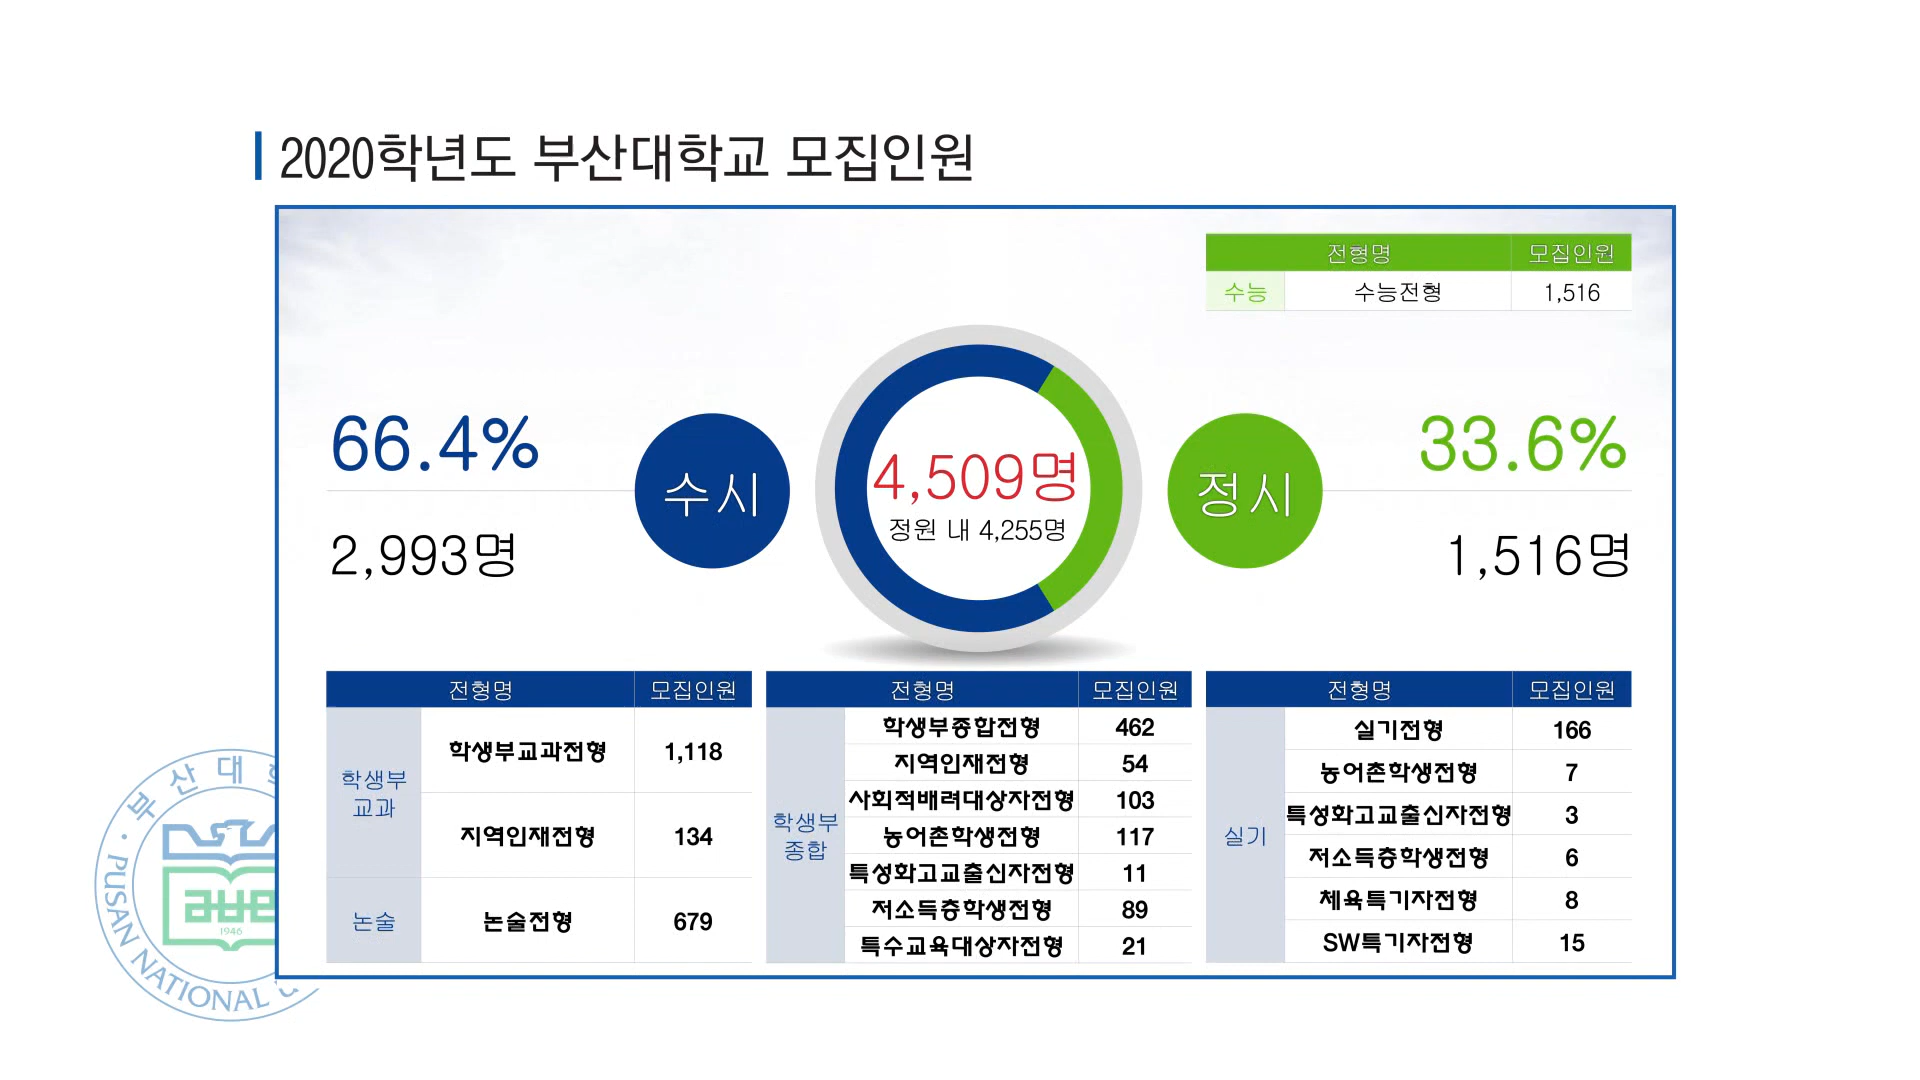 2020학년도 부산대학교 모집인원
전형명 모집인원
수능 수능전형 1,516
66.4%
수시
2,993명
4,509명
정원 내 4,255명
정시
33.6%
1,516명
전형명 모집인원
학생부
교과
학생부교과전형 1,118
지역인재전형 134
논술 논술전형 679
전형명 모집인원
학생부
종합
학생부종합전형 462
지역인재전형 54
사회적배려대상자전형 103
농어촌학생전형 117
특성화고교출신자전형 11
저소득층학생전형 89
특수교육대상자전형 21
전형명 모집인원
실기
실기전형 166
농어촌학생전형 7
특성화고교출신자전형 3
저소득층학생전형 6
체육특기자전형 8
SW특기자전형 15
부산대
PUSAN NATIONAL
1946